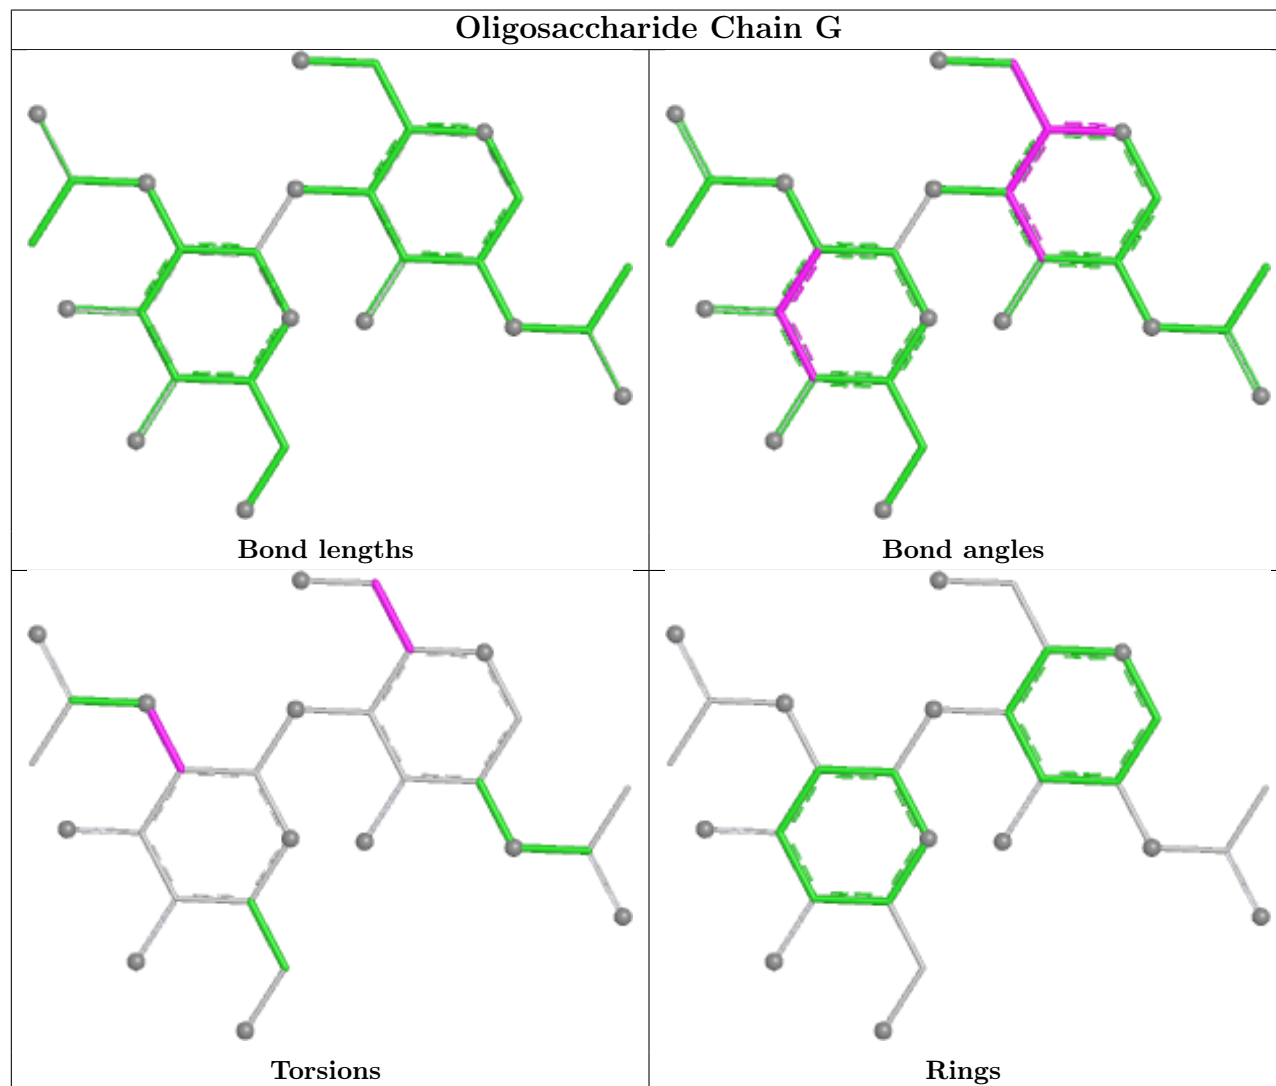 Oligosaccharide Chain G
Bond lengths
Bond angles
Torsions
Rings